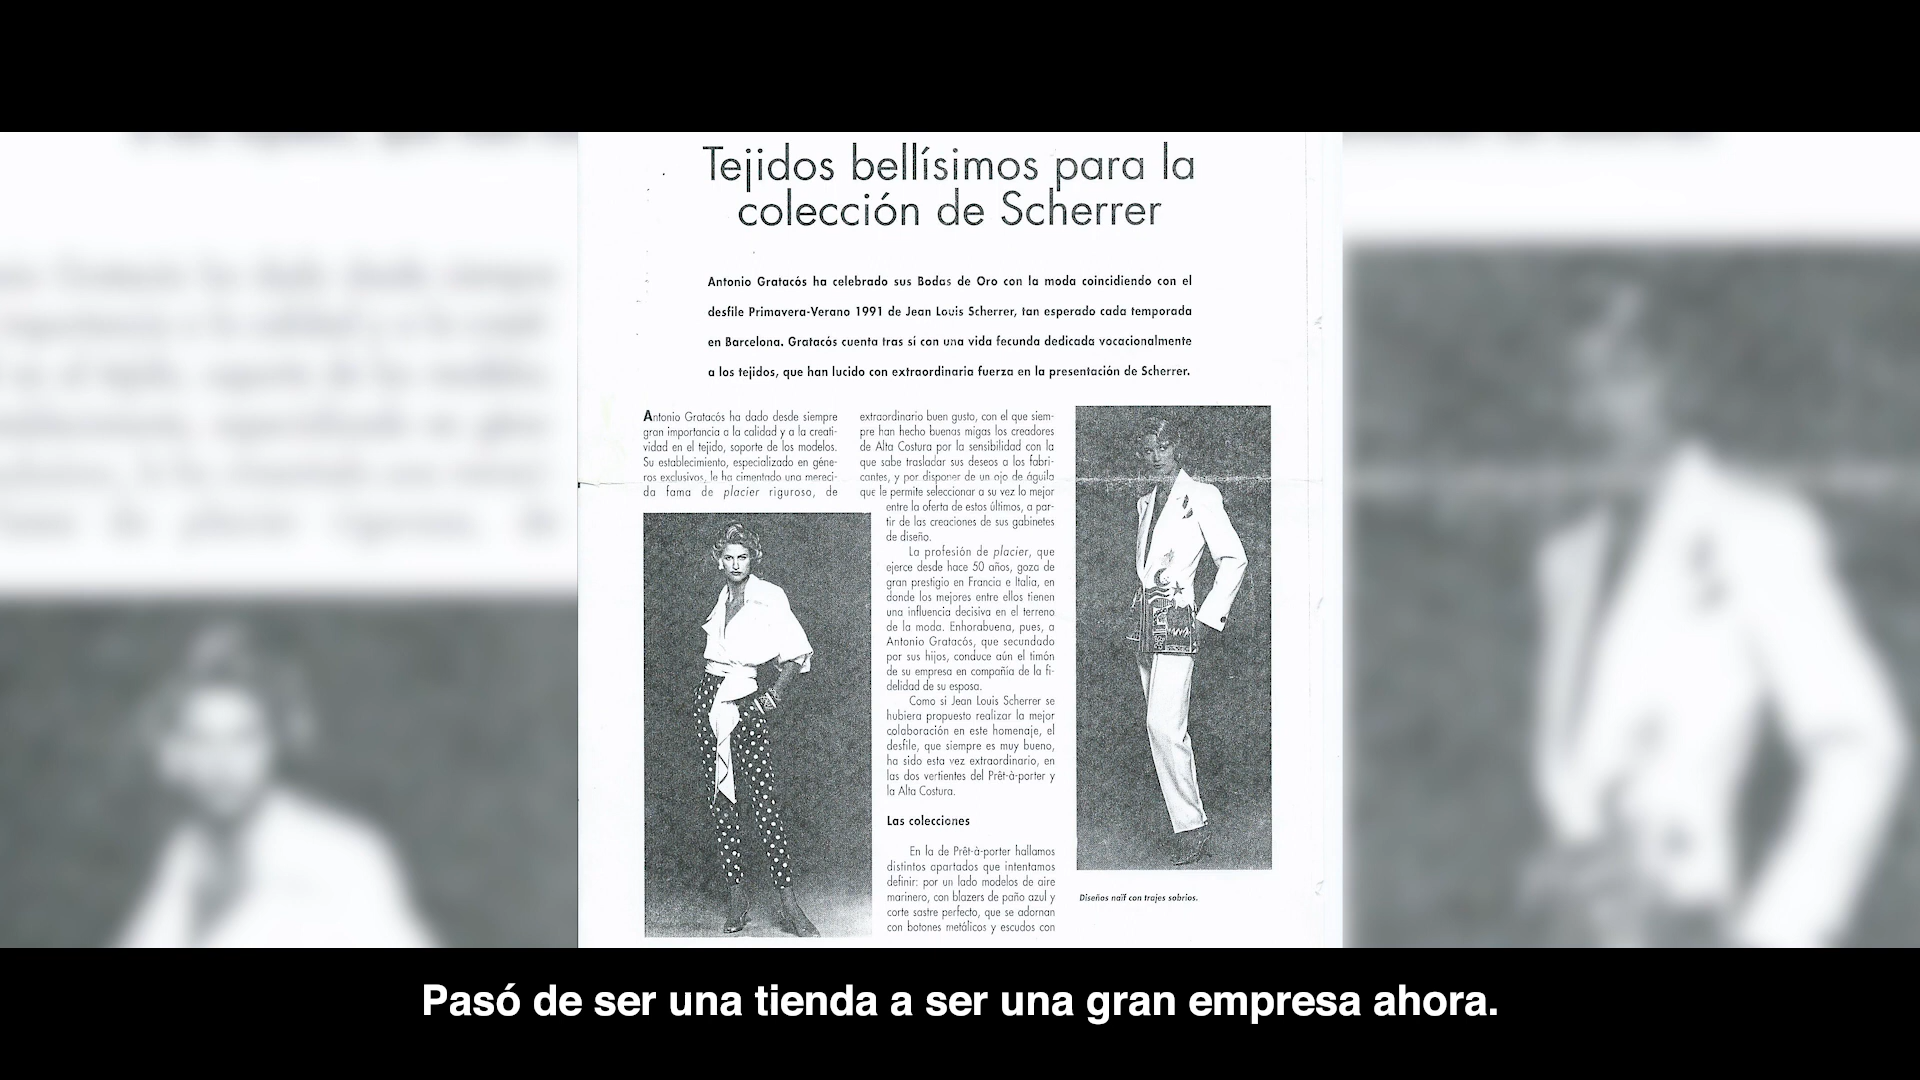 Tejidos bellísimos para la
colección de Scherrer
Antonio Gratacós ha celebrado sus Bodas de Oro con la moda coincidiendo con el
desfile Primavera-Verano 1991 de Jean Louis Scherrer, tan esperado cada temporada
en Barcelona. Gratacós cuenta tras si con una vida fecunda dedicada vocacionalmente
a los tejidos, que han lucido con extraordinaria fuerza en la presentación de Scherrer.
Antonio Gratacós ha dado desde siempre
gran importancia a la calidad y a la creati-
vidad en el tejido, soporte de los modelos.
Su establecimiento, especializado en géne-
ros exclusivos, le ha cimentado una mereci-
da fama de placier riguroso, de
extraordinario buen gusto, con el que siem-
pre han hecho buenas migas los creadores
de Alta Costura por la sensibilidad con la
que sabe trasladar sus deseos a los fabri-
cantes, y por disponer de un ojo de águila
que le permite seleccionar a su vez lo mejor
entre la oferta de estos últimos, a par-
tir de las creaciones de sus gabinetes
de diseño.
La profesión de placier, que
ejerce desde hace 50 años, goza de
gran prestigio en Francia e Italia, en
donde los mejores entre ellos tienen
una influencia decisiva en el terreno
de la moda. Enhorabuena, pues, a
Antonio Gratacós, que secundado
por sus hijos, conduce aún el timón
de su empresa en compañía de la fi-
delidad de su esposa.
Como si Jean Louis Scherrer se
hubiera propuesto realizar la mejor
colaboración en este homenaje, el
desfile, que siempre es muy bueno,
ha sido esta vez extraordinario, en
las dos vertientes del Prêt-à-porter y
la Alta Costura.
Las colecciones
En la de Prêt-à-porter hallamos
distintos apartados que intentamos
definir: por un lado modelos de aire
marinero, con blazers de paño azul y
corte sastre perfecto, que se adornan
con botones metálicos y escudos con
Diseños naïf con trajes sobrios.
Pasó de ser una tienda a ser una gran empresa ahora.